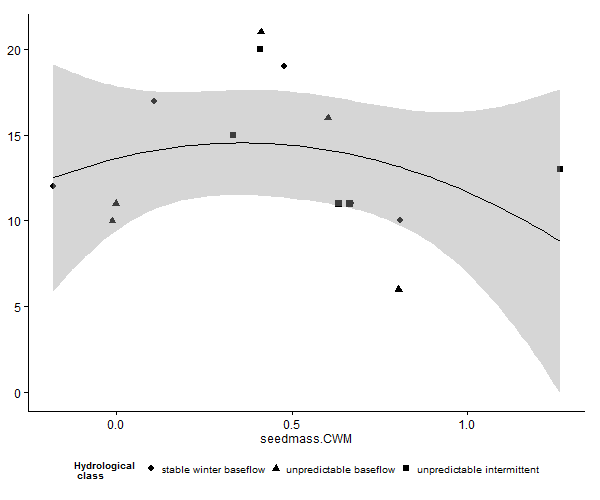 20
15
10
5
0
0.0 0.5 1.0
seedmass.CWM
Hydrological class stable winter baseflow unpredictable baseflow unpredictable intermittent